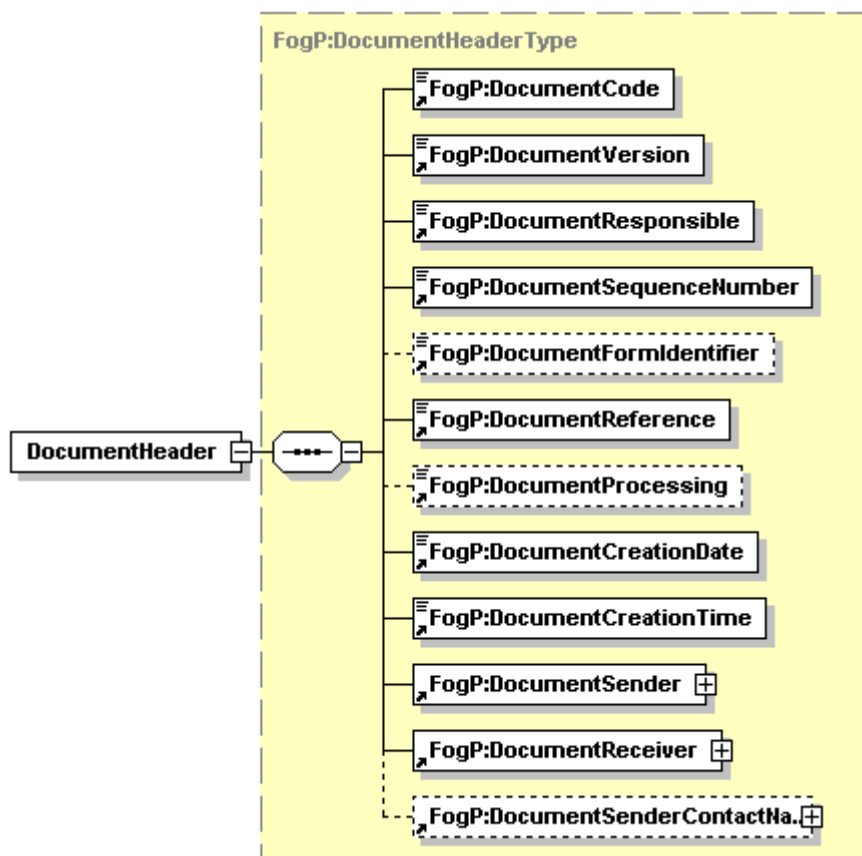 FogP:DocumentHeaderType
FogP:DocumentCode
FogP:DocumentVersion
FogP:DocumentResponsible
FogP:DocumentSequenceNumber
FogP:DocumentFormIdentifier
FogP:DocumentReference
DocumentHeader
FogP:DocumentProcessing
FogP:DocumentCreationDate
FogP:DocumentCreationTime
FogP:DocumentSender
FogP:DocumentReceiver
FogP:DocumentSenderContactNa..